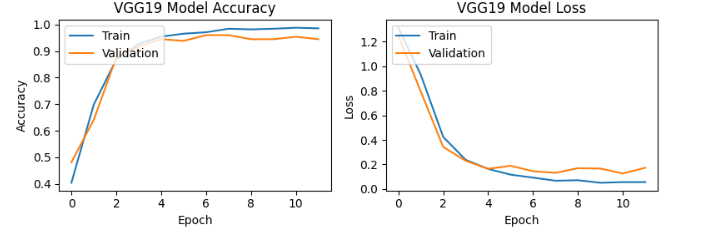 VGG19 Model Accuracy
1.0
0.9
0.8
0.7
0.6
0.5
0.4
Accuracy
Train
Validation
0 2 4 6 8 10
Epoch
VGG19 Model Loss
1.2
1.0
0.8
0.6
0.4
0.2
0.0
Loss
Train
Validation
0 2 4 6 8 10
Epoch